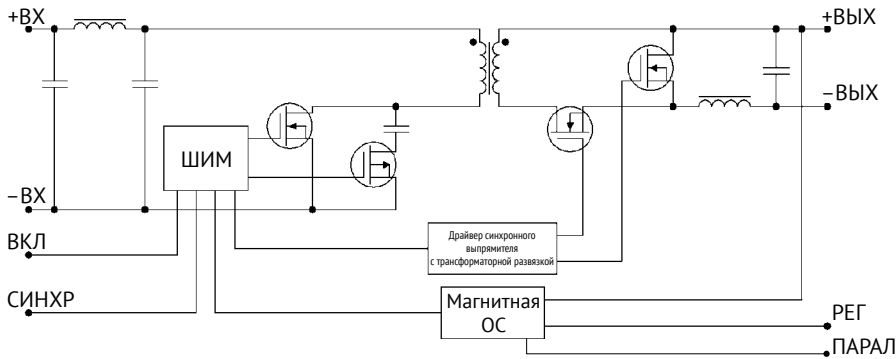 +ВХ
+ВЫХ
−ВЫХ
ШИМ
−ВХ
Драйвер синхронного
выпрямителя
с трансформаторной развязкой
ВКЛ
Магнитная
ОС
СИНХР
РЕГ
ПАРАЛ